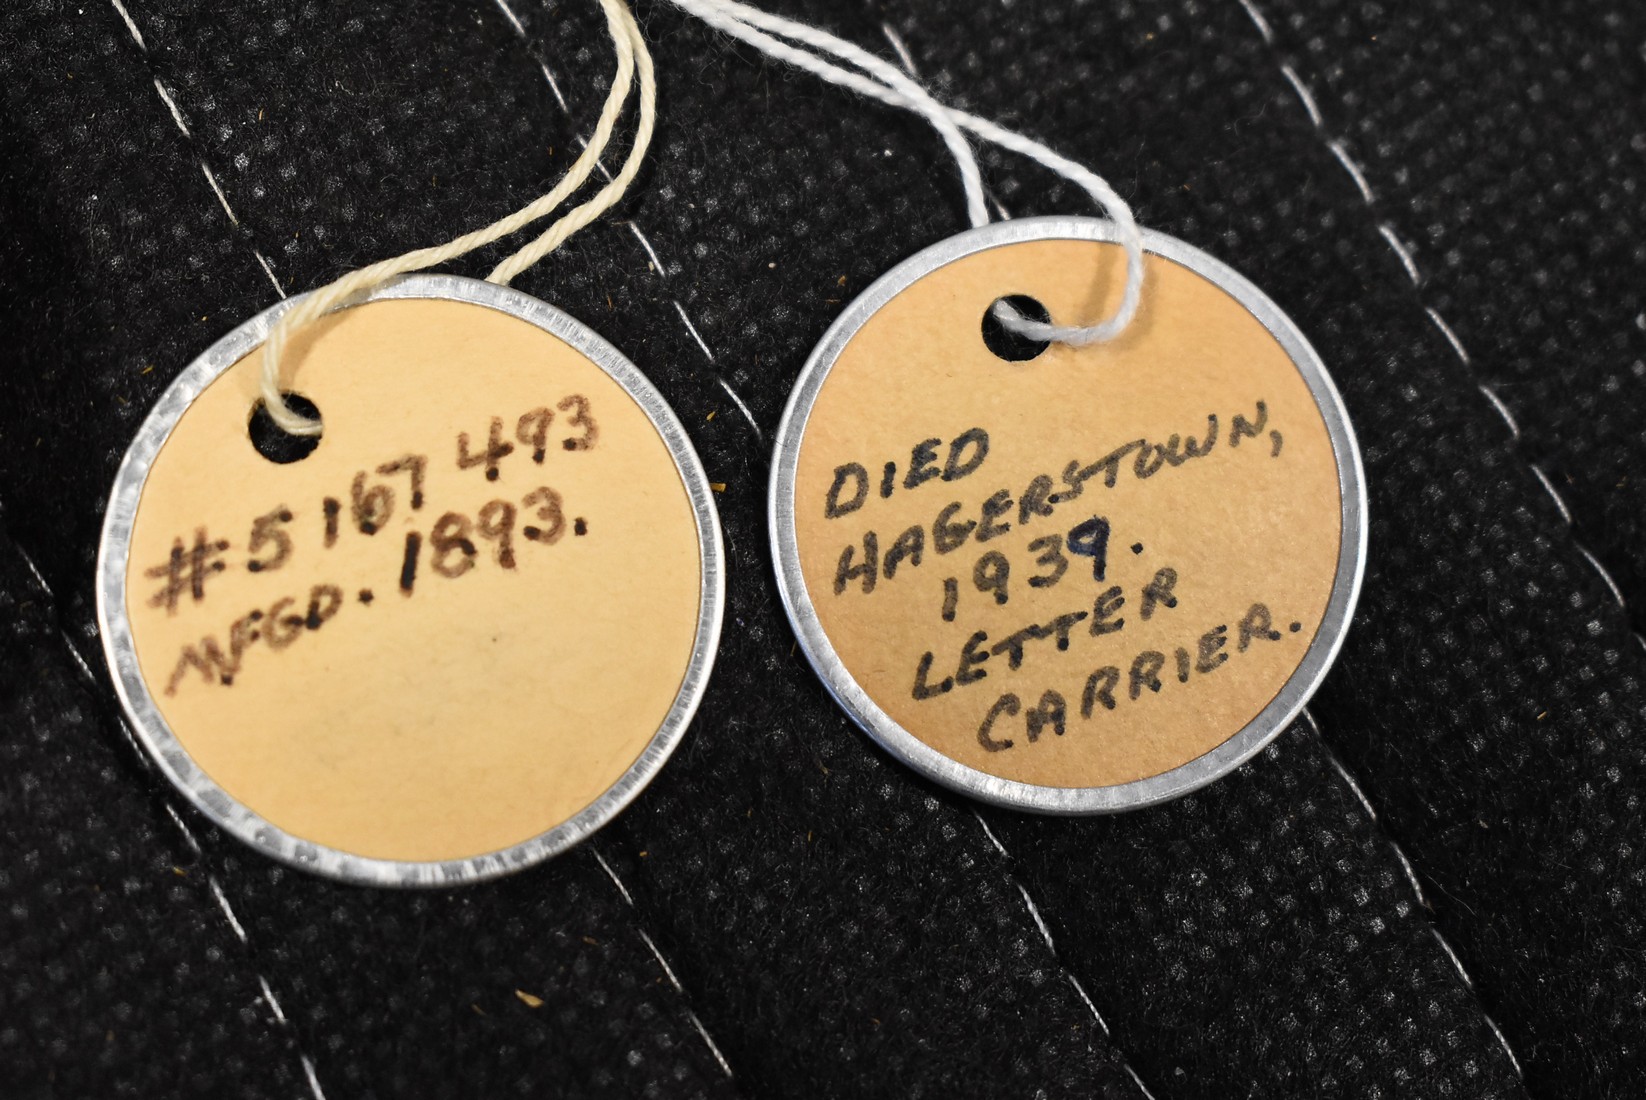 #5167493
MFGD. 1893.
DIED
HAGERSTOWN,
1939.
LETTER
CARRIER.